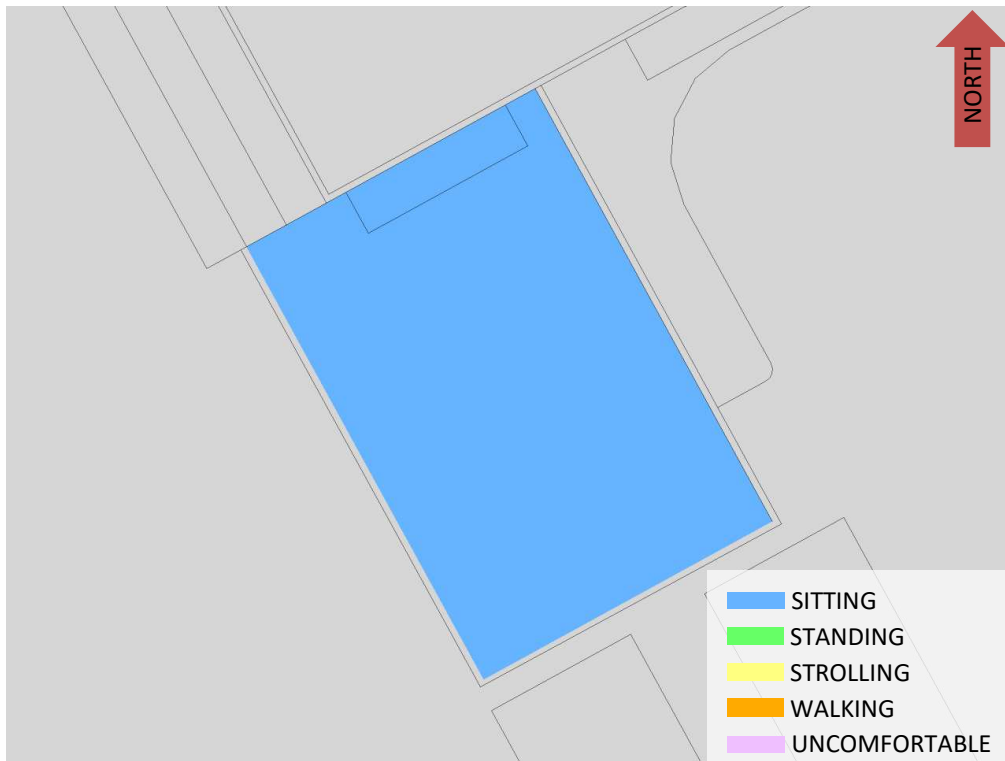 NORTH
SITTING
STANDING
STROLLING
WALKING
UNCOMFORTABLE